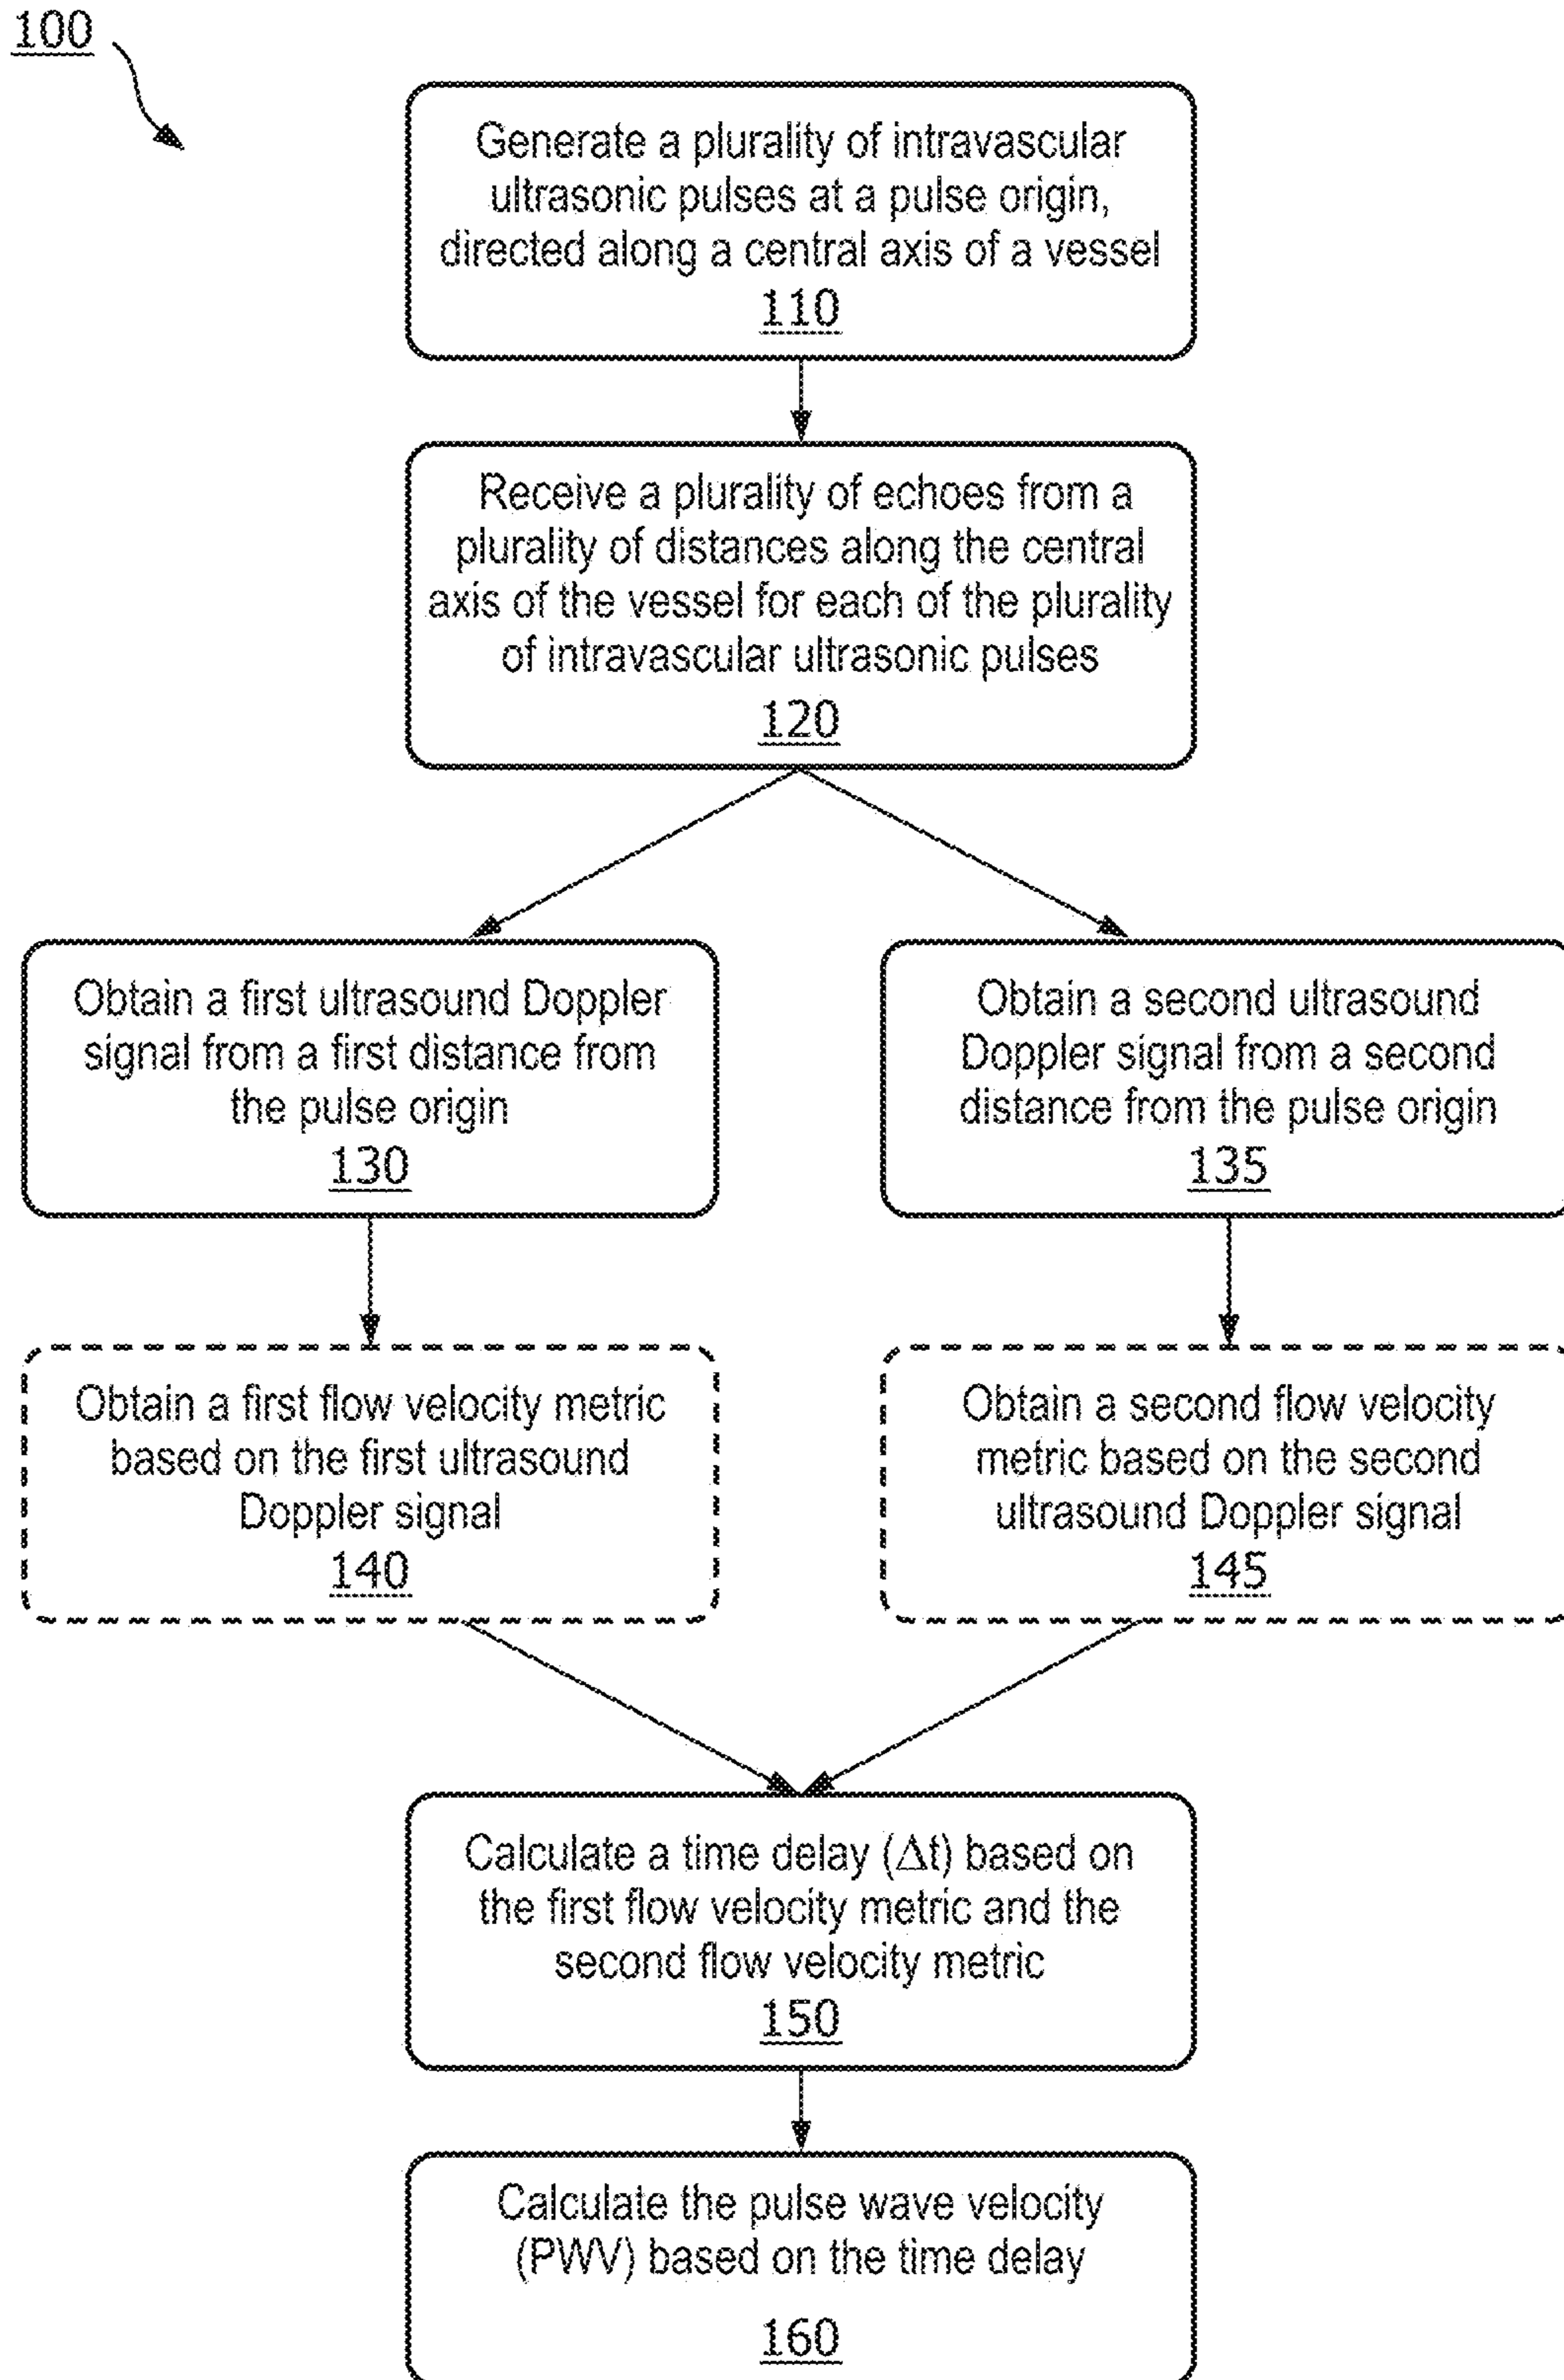 100
Generate a plurality of intravascular
ultrasonic pulses at a pulse origin,
directed along a central axis of a vessel
110
Receive a plurality of echoes from a
plurality of distances along the central
axis of the vessel for each of the plurality
of intravascular ultrasonic pulses
120
Obtain a first ultrasound Doppler
signal from a first distance from
the pulse origin
130
Obtain a second ultrasound
Doppler signal from a second
distance from the pulse origin
135
Obtain a first flow velocity metric
based on the first ultrasound
Doppler signal
140
Obtain a second flow velocity
metric based on the second
ultrasound Doppler signal
145
Calculate a time delay (Δt) based on
the first flow velocity metric and the
second flow velocity metric
150
Calculate the pulse wave velocity
(PWV) based on the time delay
160